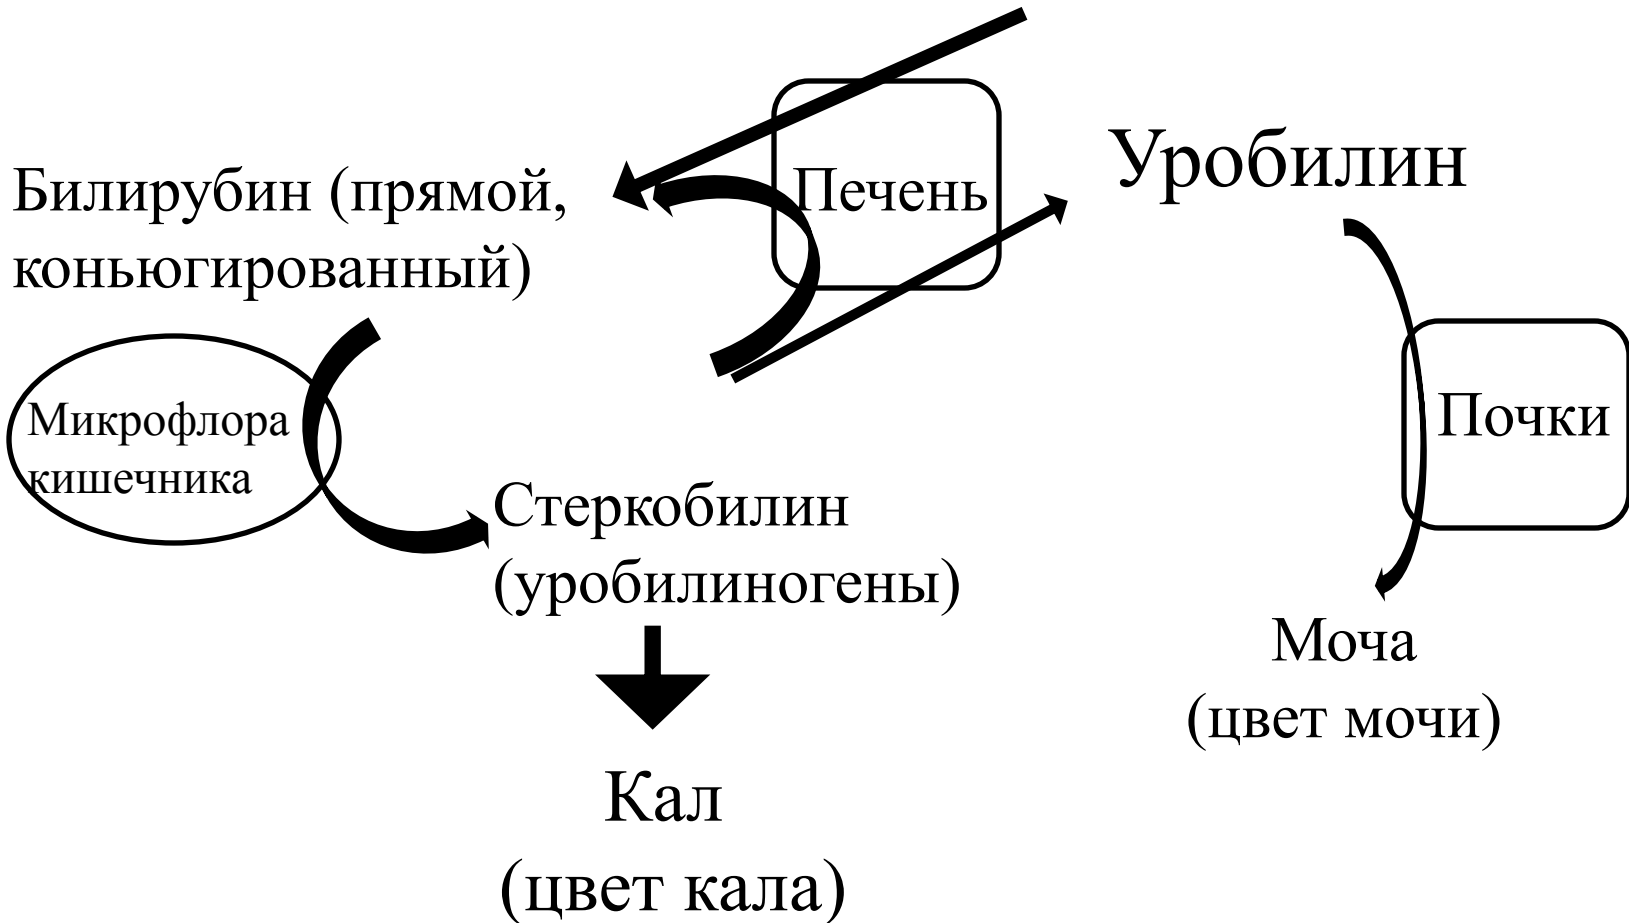 Билирубин (прямой,
коньюгированный)
Печень
Уробилин
Микрофлора
кишечника
Почки
Стеркобилин
(уробилиногены)
Моча
(цвет мочи)
Кал
(цвет кала)